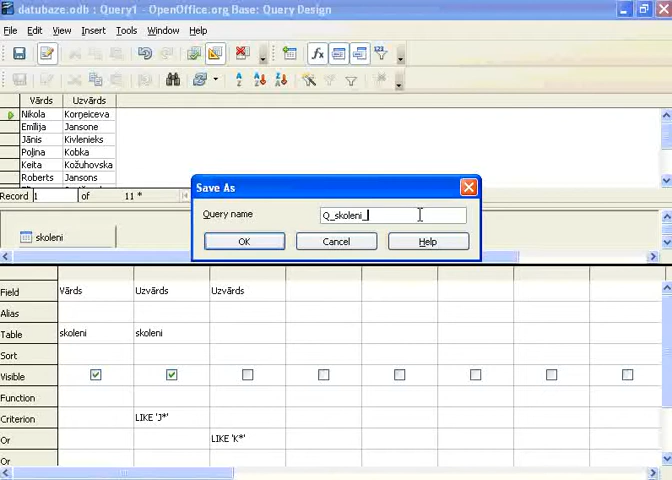 datubaze.odb : Query1 - OpenOffice.org Base: Query Design
File Edit View Insert Tools Window Help
Vārds Uzvārds
Nikola Korņeiceva
Emīlija Jansone
Jānis Kivlenieks
Poļina Kobka
Keita Kožuhovska
Roberts Jansons
Record 1 of 11 *
Save As
Query name Q_skoleni_
OK Cancel Help
skoleni
Field Vārds Uzvārds Uzvārds
Alias
Table skoleni skoleni
Sort
Visible
Function
Criterion LIKE 'J*'
Or LIKE 'K*'
Or